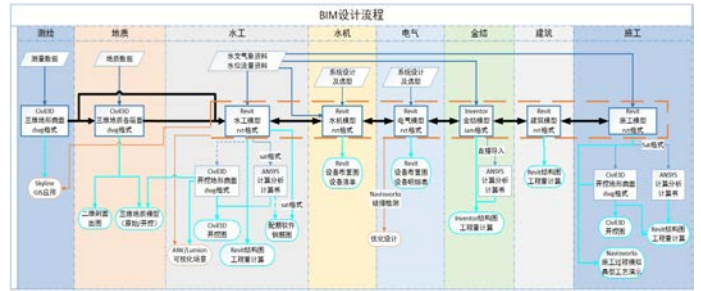 BIM设计流程
测绘
地质
水工
水机
电气
金结
建筑
施工
测量数据
地质数据
水文气象资料
水位流量资料
系统设计
及选型
系统设计
及选型
Civil3D
三维地形曲面
dwg格式
Civil3D
三维地质各层面
dwg格式
Revit
水工模型
rvt格式
Revit
水机模型
rvt格式
Revit
电气模型
rvt格式
Inventor
金结模型
iam格式
Revit
建筑模型
rvt格式
Revit
施工模型
rvt格式
sat格式
直接导入
Sat格式
Skyline
GIS应用
Civil3D
开挖地形曲面
dwg格式
ANSYS
计算分析
计算书
Revit
设备布置图
设备清单
Revit
设备布置图
设备明细表
ANSYS
计算分析
计算书
Revit结构图
工程量计算
Civil3D
开挖地形曲面
dwg格式
ANSYS
计算分析
计算书
sat格式
Navisworks
碰撞检测
二维剖面
出图
三维地质模型
(原始/开挖)
Civil3D
开挖图
配筋软件
钢筋图
Inventor结构图
工程量计算
Civil3D
开挖图
Revit结构图
工程量计算
优化设计
AIW/Lumion
可视化场景
Revit结构图
工程量计算
Navisworks
施工过程模拟
典型工艺演示